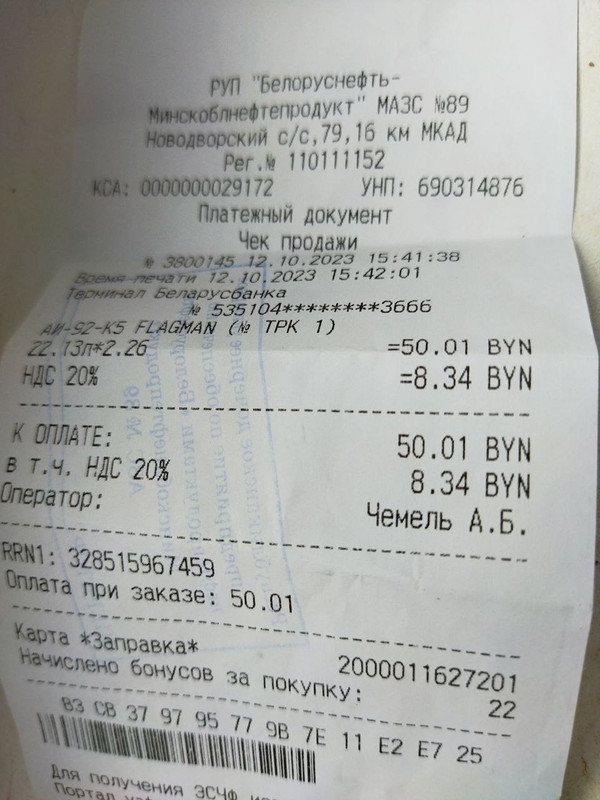 РУП "Белоруснефть-
Минскоблнефтепродукт" МАЗС №89
Новодворский с/с,79,16 км МКАД
Рег.№ 110111152
КСА: 0000000029172 УНП: 690314876
Платежный документ
Чек продажи
№ 3800145 12.10.2023 15:41:38
Время печати 12.10.2023 15:42:01
Терминал Беларусбанка
№ 535104********3666
АИ-92-К5 FLAGMAN (№ ТРК 1)
22.13л*2.26 =50.01 BYN
НДС 20% =8.34 BYN
К ОПЛАТЕ: 50.01 BYN
в т.ч. НДС 20% 8.34 BYN
Оператор: Чемель А.Б.
RRN1: 328515967459
Оплата при заказе: 50.01
Карта *Заправка* 2000011627201
Начислено бонусов за покупку: 22
B3 CB 37 97 95 77 9B 7E 11 E2 E7 25
Для получения ЭСЧФ
Портал